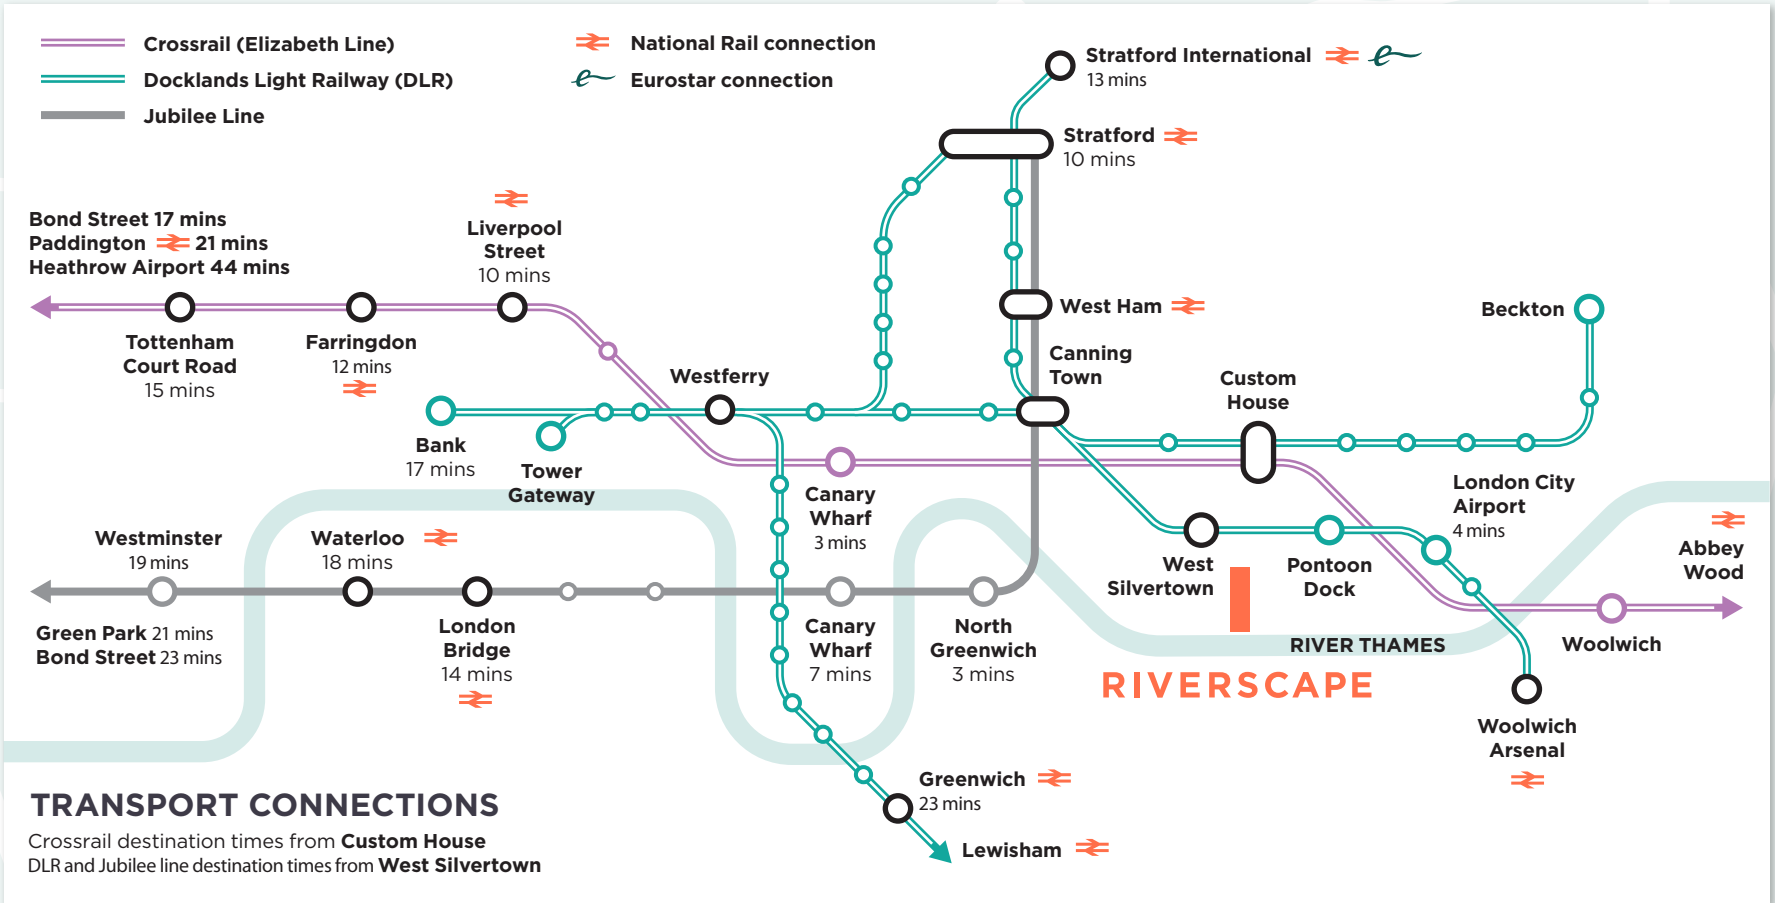 Crossrail (Elizabeth Line)
Docklands Light Railway (DLR)
Jubilee Line
National Rail connection
Eurostar connection
Stratford International
13 mins
Stratford
10 mins
Bond Street 17 mins
Paddington 21 mins
Heathrow Airport 44 mins
Liverpool
Street
10 mins
Tottenham
Court Road
15 mins
Farringdon
12 mins
West Ham
Beckton
Canning
Town
Westferry
Custom
House
Bank
17 mins
Tower
Gateway
Canary
Wharf
3 mins
London City
Airport
4 mins
Westminster
19 mins
Waterloo
18 mins
West
Silvertown
Pontoon
Dock
Abbey
Wood
Green Park 21 mins
Bond Street 23 mins
London
Bridge
14 mins
Canary
Wharf
7 mins
North
Greenwich
3 mins
RIVER THAMES
Woolwich
RIVERSCAPE
Woolwich
Arsenal
Greenwich
23 mins
Lewisham
TRANSPORT CONNECTIONS
Crossrail destination times from Custom House
DLR and Jubilee line destination times from West Silvertown